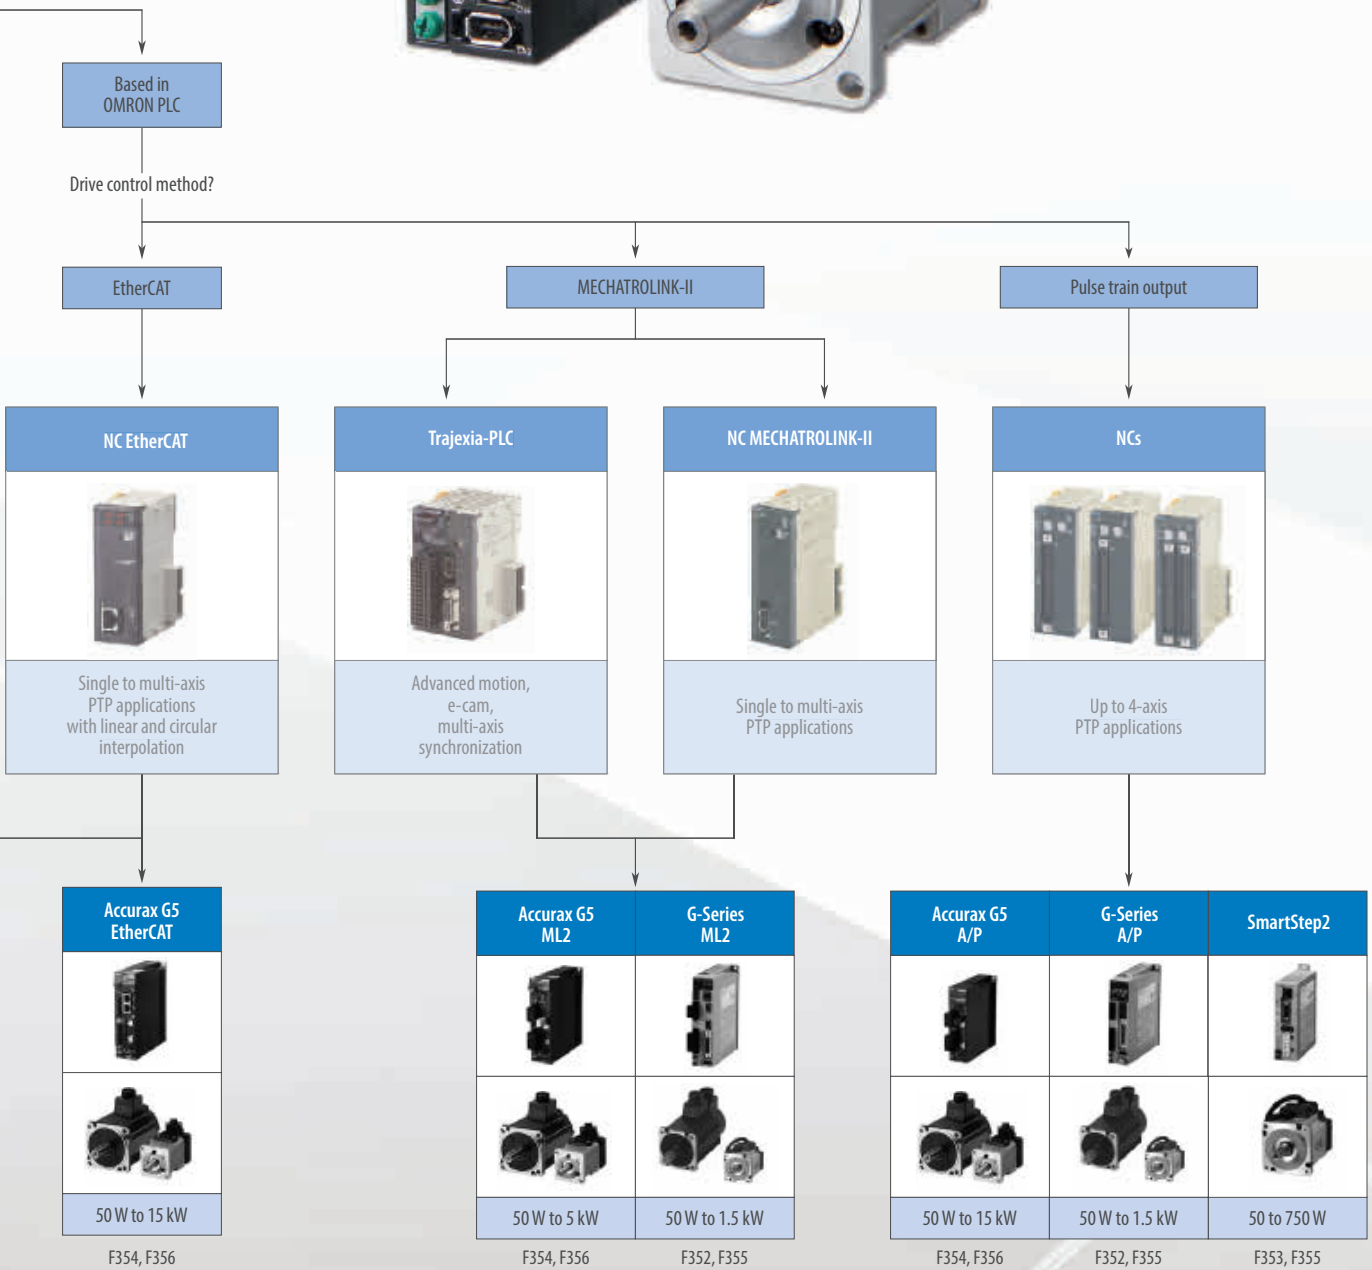 Based in
OMRON PLC
Drive control method?
EtherCAT
MECHATROLINK-II
Pulse train output
NC EtherCAT
Trajexia-PLC
NC MECHATROLINK-II
NCs
Single to multi-axis
PTP applications
with linear and circular
interpolation
Advanced motion,
e-cam,
multi-axis
synchronization
Single to multi-axis
PTP applications
Up to 4-axis
PTP applications
Accurax G5
EtherCAT
Accurax G5
ML2
G-Series
ML2
Accurax G5
A/P
G-Series
A/P
SmartStep2
50 W to 15 kW
50 W to 5 kW
50 W to 1.5 kW
50 W to 15 kW
50 W to 1.5 kW
50 to 750 W
F354, F356
F354, F356
F352, F355
F354, F356
F352, F355
F353, F355